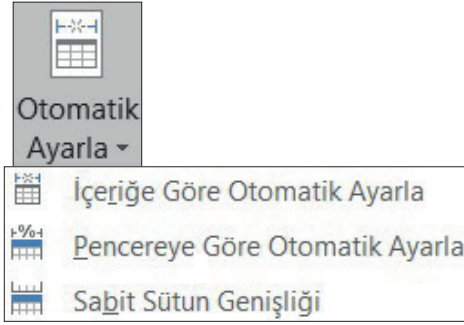 Otomatik
Ayarla
İçeriğe Göre Otomatik Ayarla
Pencereye Göre Otomatik Ayarla
Sabit Sütun Genişliği